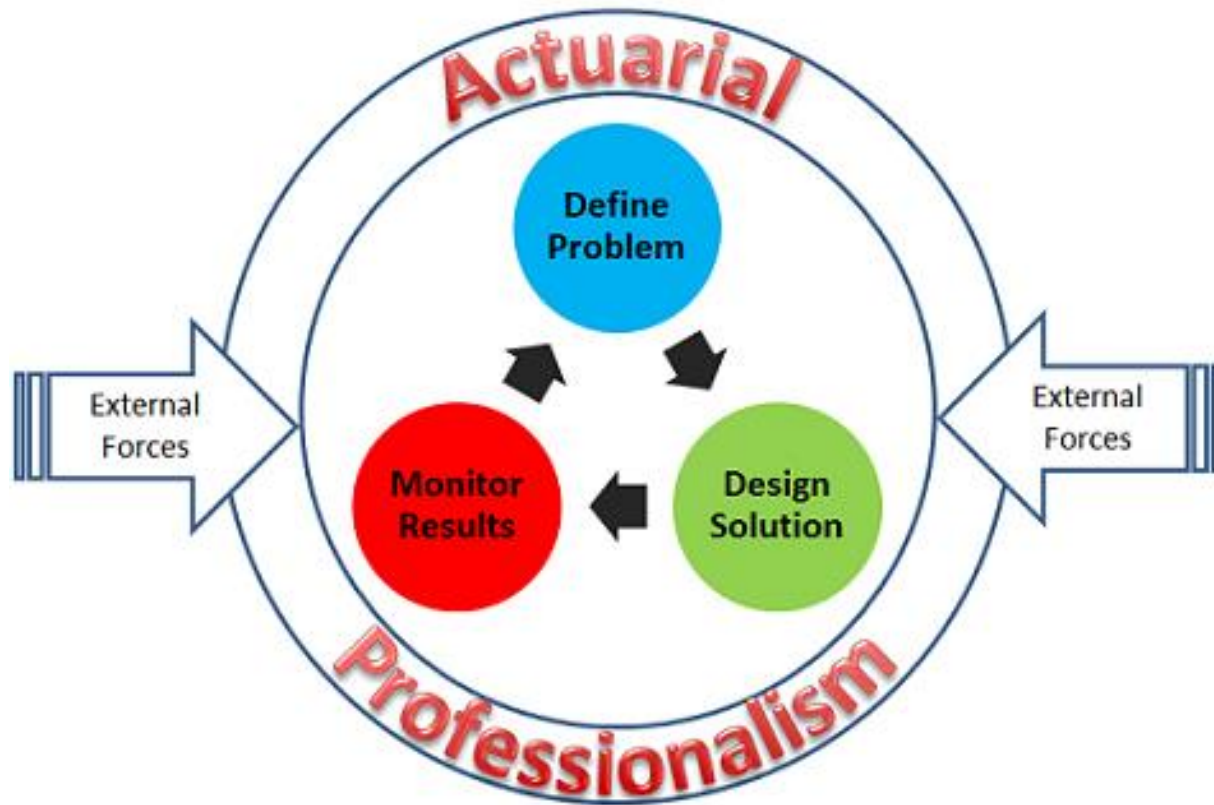 Actuarial
Define
Problem
External
Forces
External
Forces
Monitor
Results
Design
Solution
Professionalism